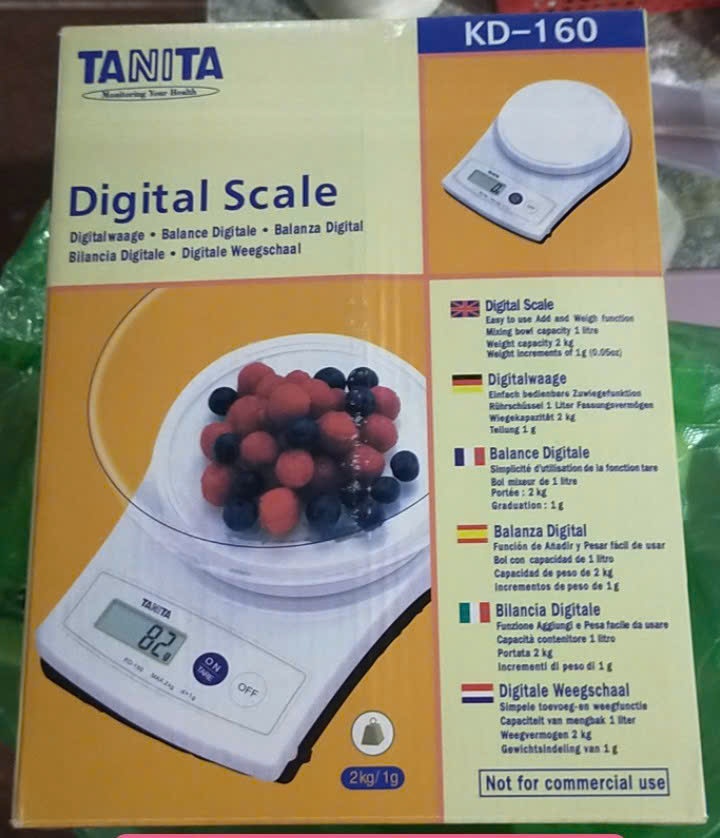 TANITA
Monitoring Your Health
KD-160
Digital Scale
Digitalwaage • Balance Digitale • Balanza Digital
Bilancia Digitale • Digitale Weegschaal
Digital Scale
Easy to use Add and Weigh function
Mixing bowl capacity 1 litre
Weight capacity 2 kg
Weight increments of 1g (0.05oz)
Digitalwaage
Einfach bedienbare Zuwiegefunktion
Rührschüssel 1 Liter Fassungsvermögen
Wiegekapazität 2 kg
Teilung 1 g
Balance Digitale
Simplicité d'utilisation de la fonction tare
Bol mixeur de 1 litre
Portée : 2 kg
Graduation : 1g
Balanza Digital
Función de Añadir y Pesar fácil de usar
Bol con capacidad de 1 litro
Capacidad de peso de 2 kg
Incrementos de peso de 1g
Bilancia Digitale
Funzione Aggiungi e Pesa facile da usare
Capacità contenitore 1 litro
Portata 2 kg
Incrementi di peso di 1 g
Digitale Weegschaal
Simpele toevoeg-en weegfunctie
Capaciteit van mengbak 1 liter
Weegvermogen 2 kg
Gewichtsindeling van 1 g
Not for commercial use
TANITA
82g
ON
TARE
OFF
KD-160 MAX 2kg d=1g
2kg/1g